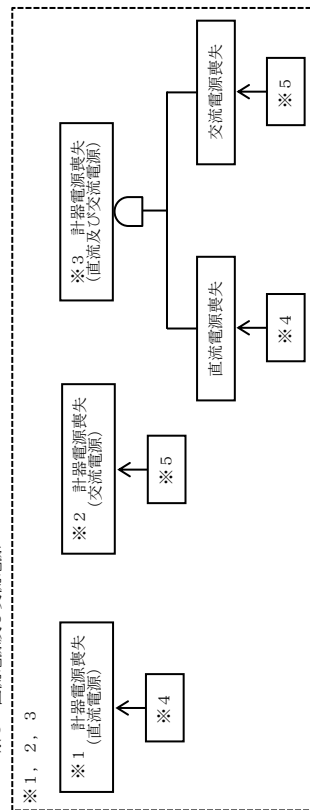 ※1，2，3
※1　計器電源喪失
(直流電源)
※4
※2　計器電源喪失
(交流電源)
※5
※3　計器電源喪失
(直流及び交流電源)
直流電源喪失
※4
交流電源喪失
※5